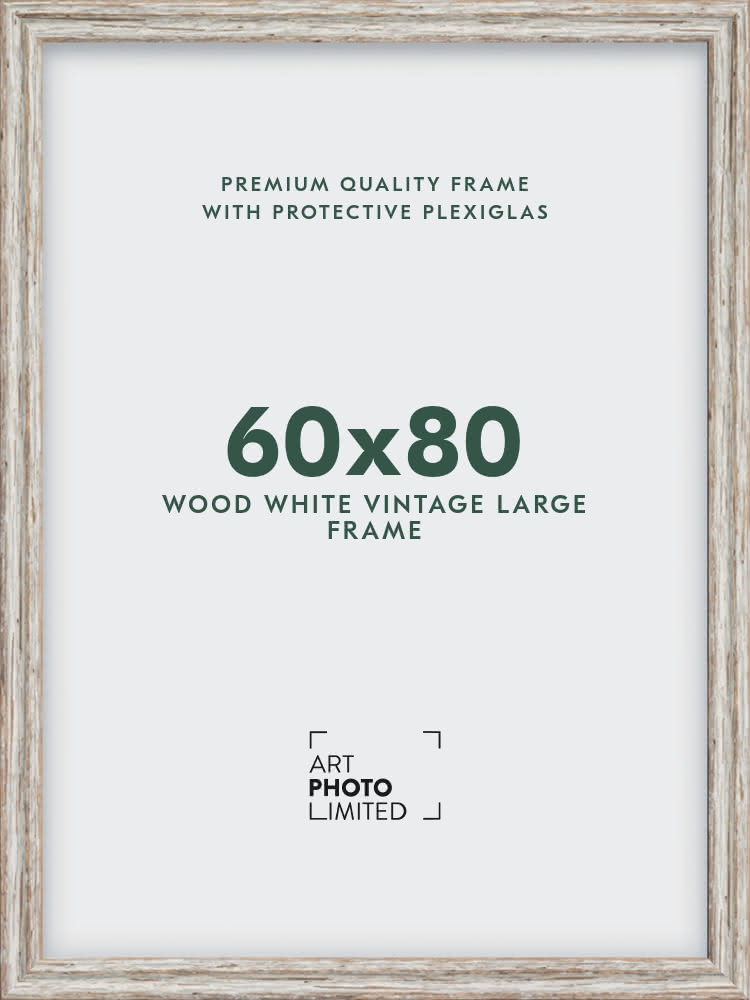 PREMIUM QUALITY FRAME
WITH PROTECTIVE PLEXIGLAS
60x80
WOOD WHITE VINTAGE LARGE
FRAME
ART
PHOTO
LIMITED